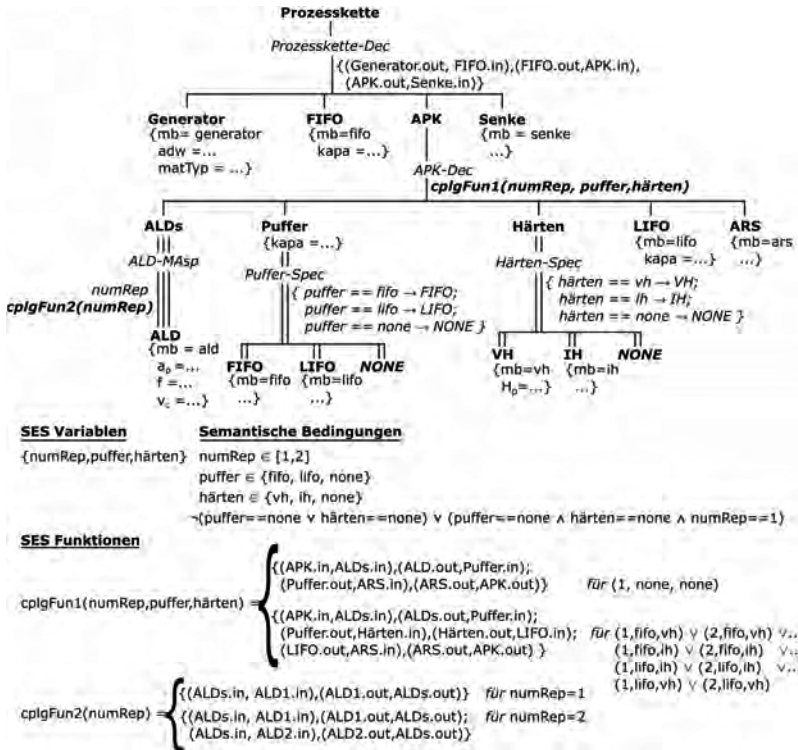 Prozesskette
Prozesskette-Dec
{(Generator.out, FIFO.in),(FIFO.out,APK.in),
(APK.out,Senke.in)}
Generator FIFO APK Senke
{mb= generator {mb=fifo {mb = senke
adw =... kapa =...} ...}
matTyp = ...}
APK-Dec
cplgFun1(numRep, puffer,härten)
ALDs Puffer Härten LIFO ARS
{kapa =...} {mb=lifo {mb=ars
ALD-MAsp Härten-Spec kapa =...} ...}
Puffer-Spec
numRep { puffer == fifo → FIFO; { härten == vh → VH;
cplgFun2(numRep) puffer == lifo → LIFO; härten == ih → IH;
puffer == none → NONE } härten == none → NONE }
ALD
{mb = ald VH IH NONE
aₚ =... FIFO LIFO NONE {mb=vh {mb=ih
f =... {mb=fifo {mb=lifo Hₚ=...} ...}
v꜀ =...} ...} ...}
SES Variablen Semantische Bedingungen
{numRep,puffer,härten} numRep ∈ [1,2]
puffer ∈ {fifo, lifo, none}
härten ∈ {vh, ih, none}
¬(puffer==none ∨ härten==none) ∨ (puffer==none ∧ härten==none ∧ numRep==1)
SES Funktionen
{(APK.in,ALDs.in),(ALD.out,Puffer.in);
(Puffer.out,ARS.in),(ARS.out,APK.out)} für (1, none, none)
cplgFun1(numRep,puffer,härten) =
{(APK.in,ALDs.in),(ALDs.out,Puffer.in);
(Puffer.out,Härten.in),(Härten.out,LIFO.in); für (1,fifo,vh) ∨ (2,fifo,vh) ∨..
(LIFO.out,ARS.in),(ARS.out,APK.out) } (1,fifo,ih) ∨ (2,fifo,ih) ∨..
(1,lifo,ih) ∨ (2,lifo,ih) ∨..
(1,lifo,vh) ∨ (2,lifo,vh)
{(ALDs.in, ALD1.in),(ALD1.out,ALDs.out)} für numRep=1
cplgFun2(numRep) =
{(ALDs.in, ALD1.in),(ALD1.out,ALDs.out); für numRep=2
(ALDs.in, ALD2.in),(ALD2.out,ALDs.out)}